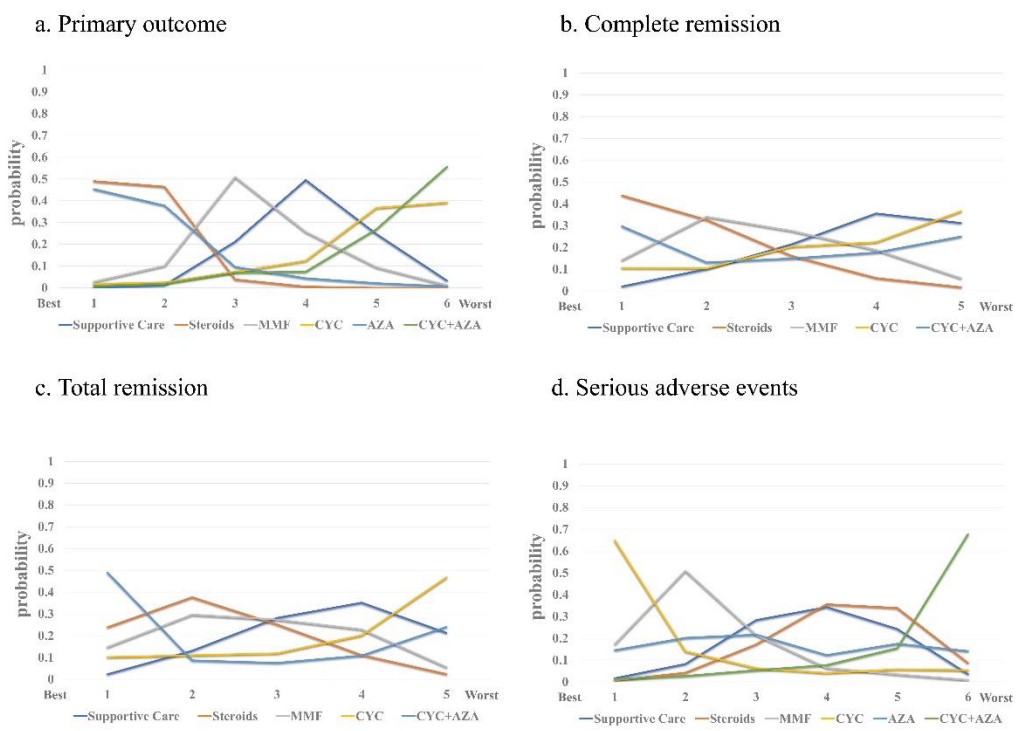 a. Primary outcome
probability
1
0.9
0.8
0.7
0.6
0.5
0.4
0.3
0.2
0.1
0
Best 1 2 3 4 5 6 Worst
Supportive Care Steroids MMF CYC AZA CYC+AZA
b. Complete remission
probability
1
0.9
0.8
0.7
0.6
0.5
0.4
0.3
0.2
0.1
0
Best 1 2 3 4 5 Worst
Supportive Care Steroids MMF CYC CYC+AZA
c. Total remission
probability
1
0.9
0.8
0.7
0.6
0.5
0.4
0.3
0.2
0.1
0
Best 1 2 3 4 5 Worst
Supportive Care Steroids MMF CYC CYC+AZA
d. Serious adverse events
probability
1
0.9
0.8
0.7
0.6
0.5
0.4
0.3
0.2
0.1
0
Best 1 2 3 4 5 6 Worst
Supportive Care Steroids MMF CYC AZA CYC+AZA